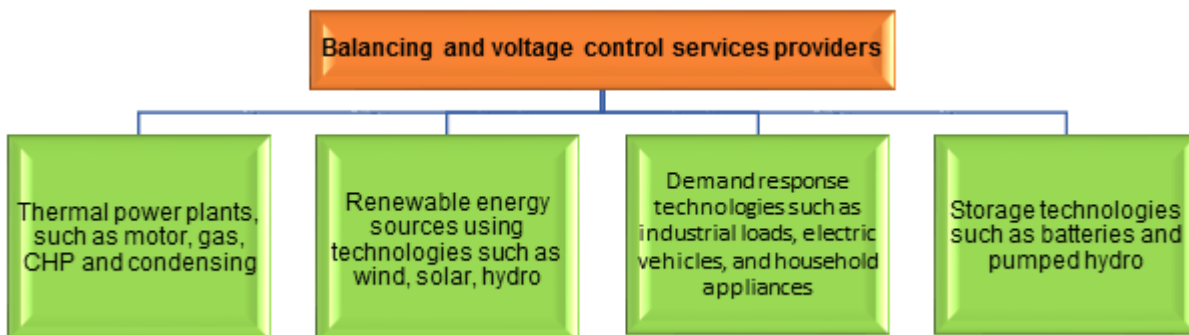 Balancing and voltage control services providers
Thermal power plants,
such as motor, gas,
CHP and condensing
Renewable energy
sources using
technologies such as
wind, solar, hydro
Demand response
technologies such as
industrial loads, electric
vehicles, and household
appliances
Storage technologies
such as batteries and
pumped hydro